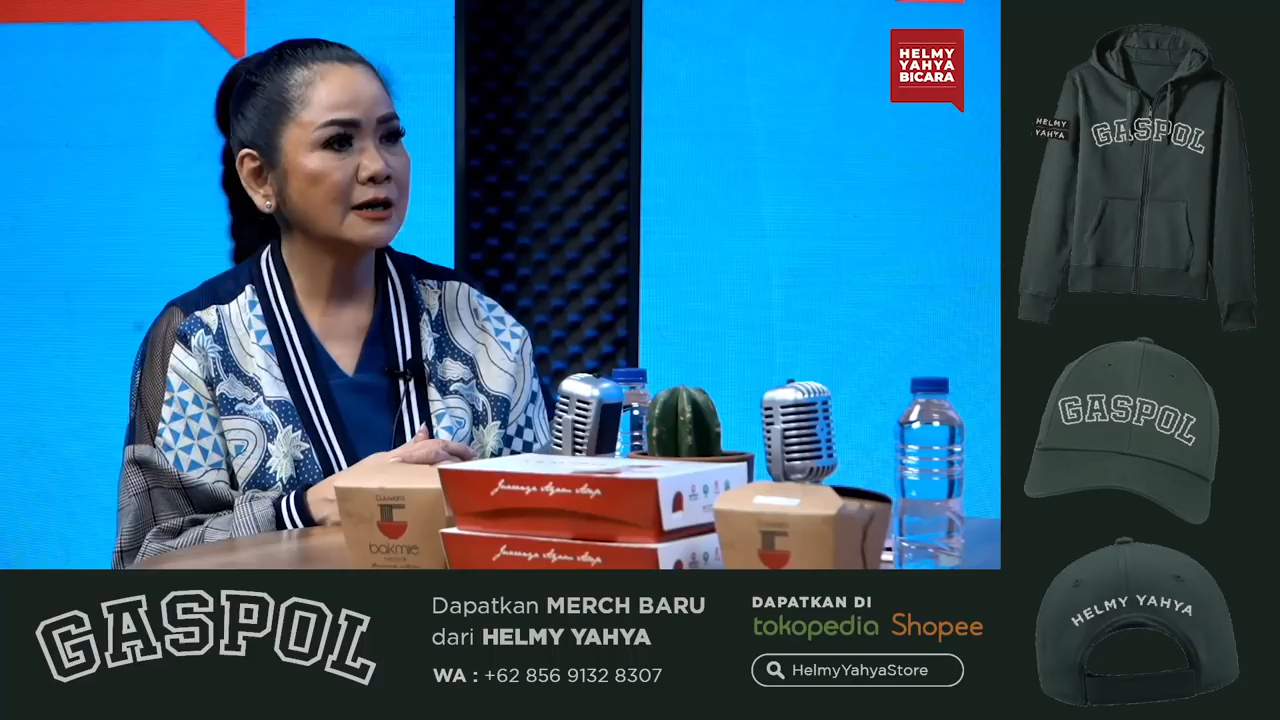 HELMY
YAHYA
BICARA
HELMY
YAHYA
GASPOL
GASPOL
bakmie
GASPOL
Dapatkan MERCH BARU
dari HELMY YAHYA
WA : +62 856 9132 8307
DAPATKAN DI
tokopedia Shopee
HelmyYahyaStore
HELMY YAHYA